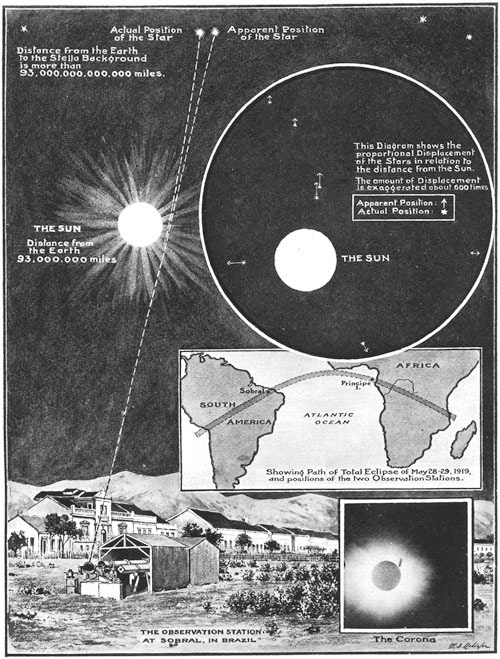 Actual Position
of the Star
Apparent Position
of the Star
Distance from the Earth
to the Stella Background
is more than
93,000,000,000,000 miles.
This Diagram shows the
proportional Displacement
of the Stars in relation to
the distance from the Sun.
The amount of Displacement
is exaggerated about 600 times
Apparent Position:
Actual Position:
THE SUN
Distance from
the Earth
93,000,000 miles
THE SUN
AFRICA
Sobral
Principe
I.
SOUTH
AMERICA
ATLANTIC
OCEAN
Showing Path of Total Eclipse of May 28-29, 1919,
and positions of the two Observation Stations.
THE OBSERVATION STATION
AT SOBRAL, IN BRAZIL
The Corona